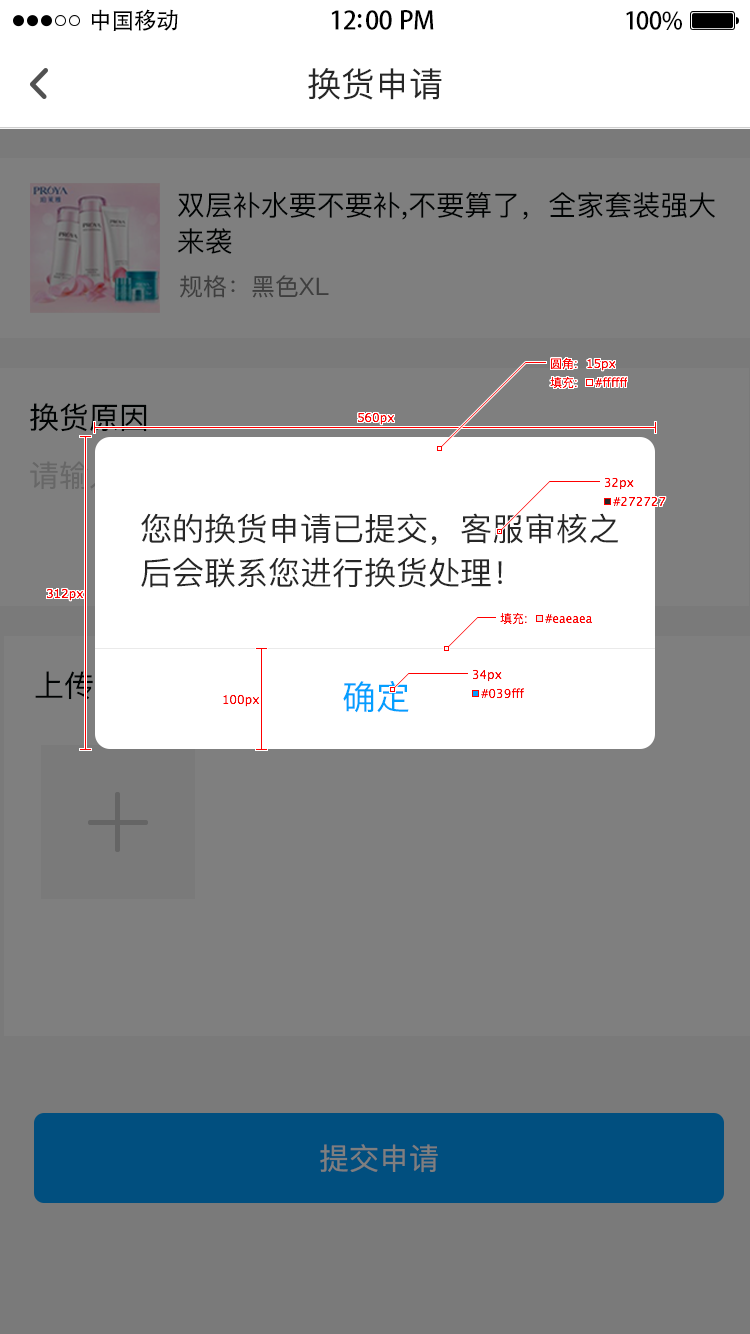 中国移动
12:00 PM
100%
换货申请
PROYA
珀莱雅
双层补水要不要补,不要算了，全家套装强大
来袭
规格：黑色XL
圆角：15px
填充：#ffffff
换货原因
560px
请输入
32px
#272727
您的换货申请已提交，客服审核之
后会联系您进行换货处理！
312px
填充：#eaeaea
上传
34px
#039fff
100px
确定
提交申请